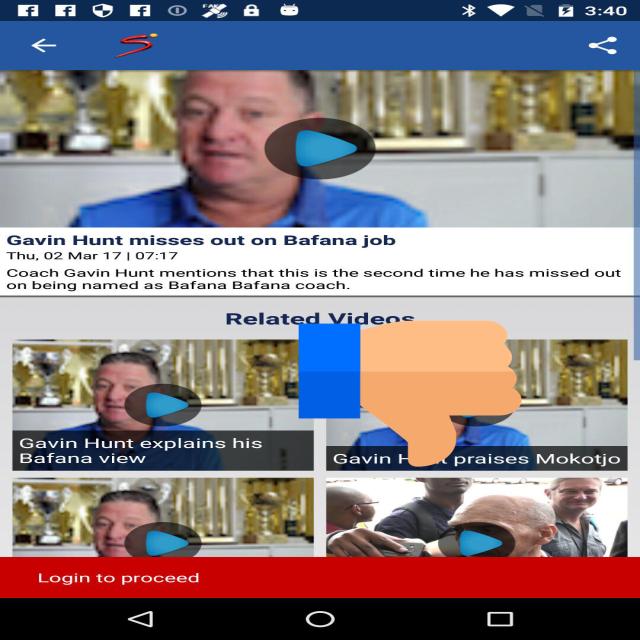 FAKE
3:40
Gavin Hunt misses out on Bafana job
Thu, 02 Mar 17 | 07:17
Coach Gavin Hunt mentions that this is the second time he has missed out
on being named as Bafana Bafana coach.
Related Videos
Gavin Hunt explains his
Bafana view
Gavin praises Mokotjo
Login to proceed